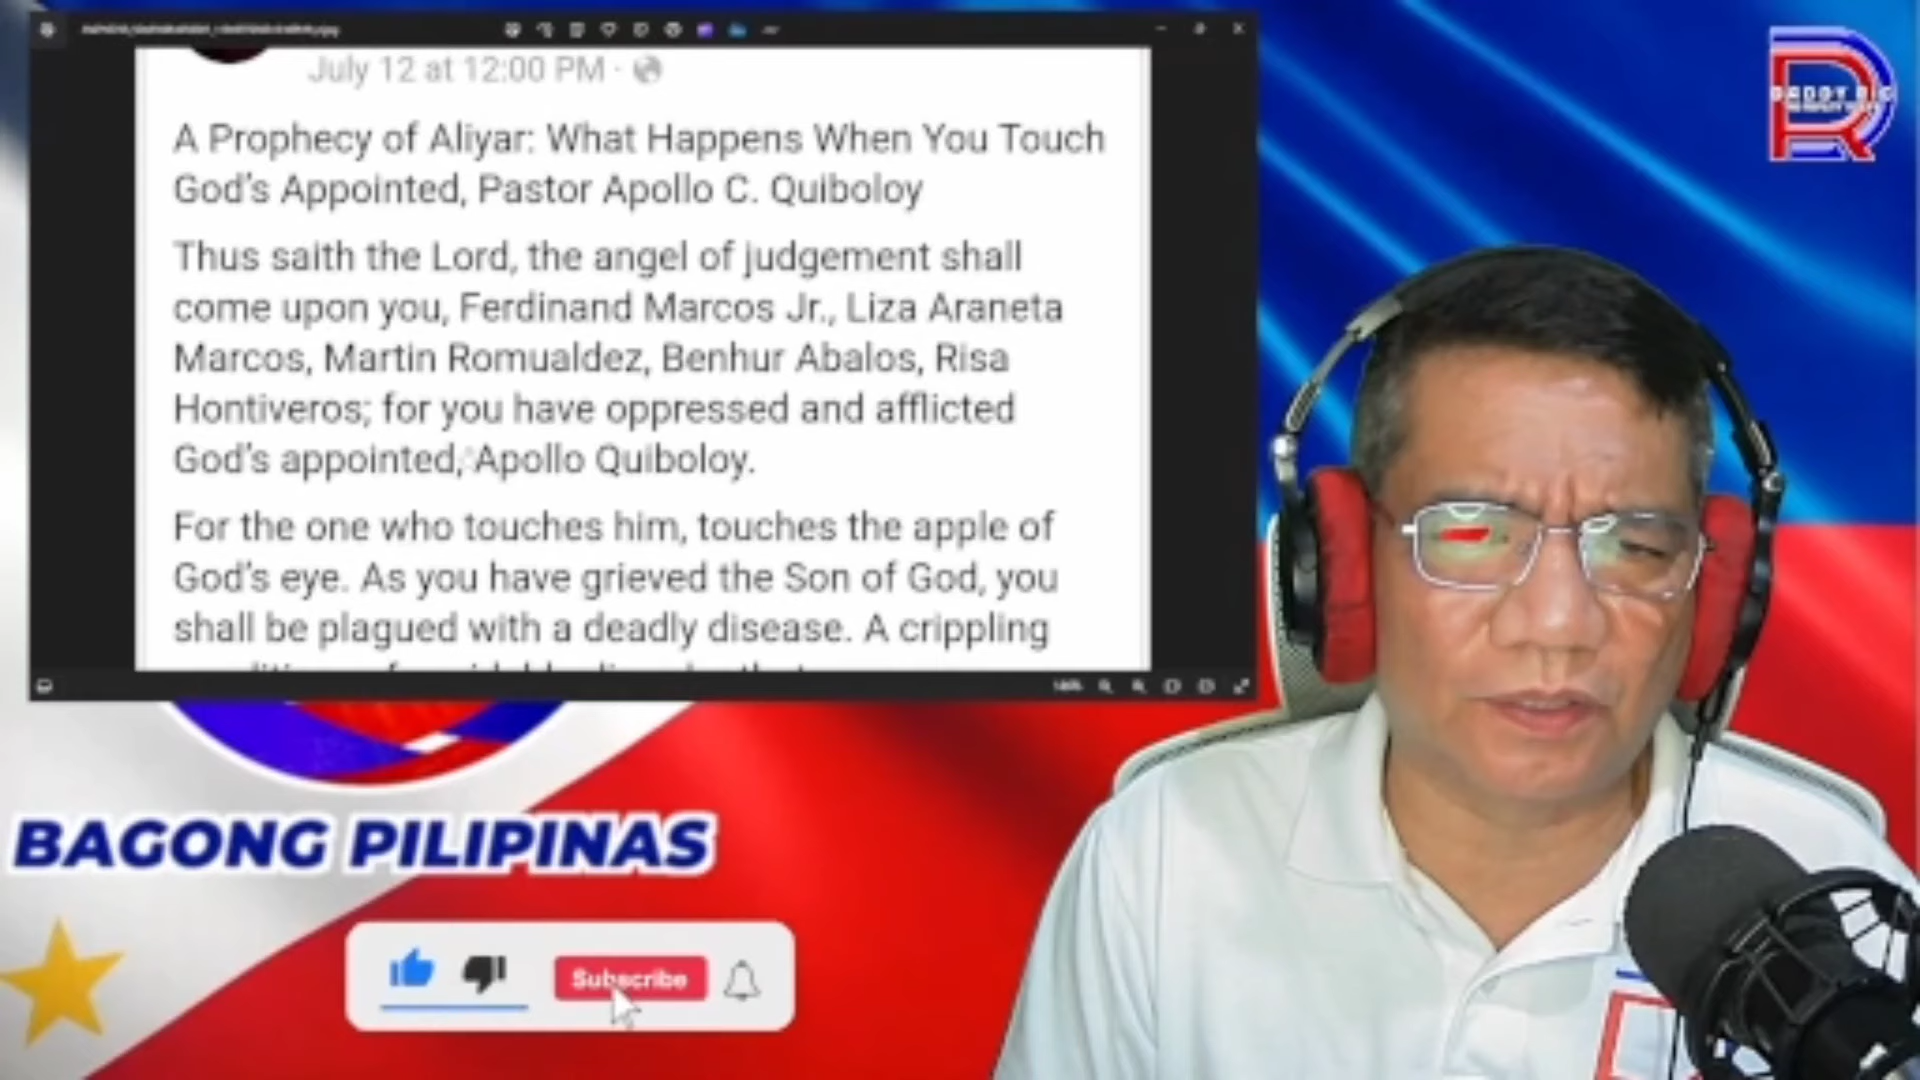 July 12 at 12:00 PM ·
A Prophecy of Aliyar: What Happens When You Touch
God's Appointed, Pastor Apollo C. Quiboloy
Thus saith the Lord, the angel of judgement shall
come upon you, Ferdinand Marcos Jr., Liza Araneta
Marcos, Martin Romualdez, Benhur Abalos, Risa
Hontiveros; for you have oppressed and afflicted
God's appointed, Apollo Quiboloy.
For the one who touches him, touches the apple of
God's eye. As you have grieved the Son of God, you
shall be plagued with a deadly disease. A crippling
BAGONG PILIPINAS
Subscribe